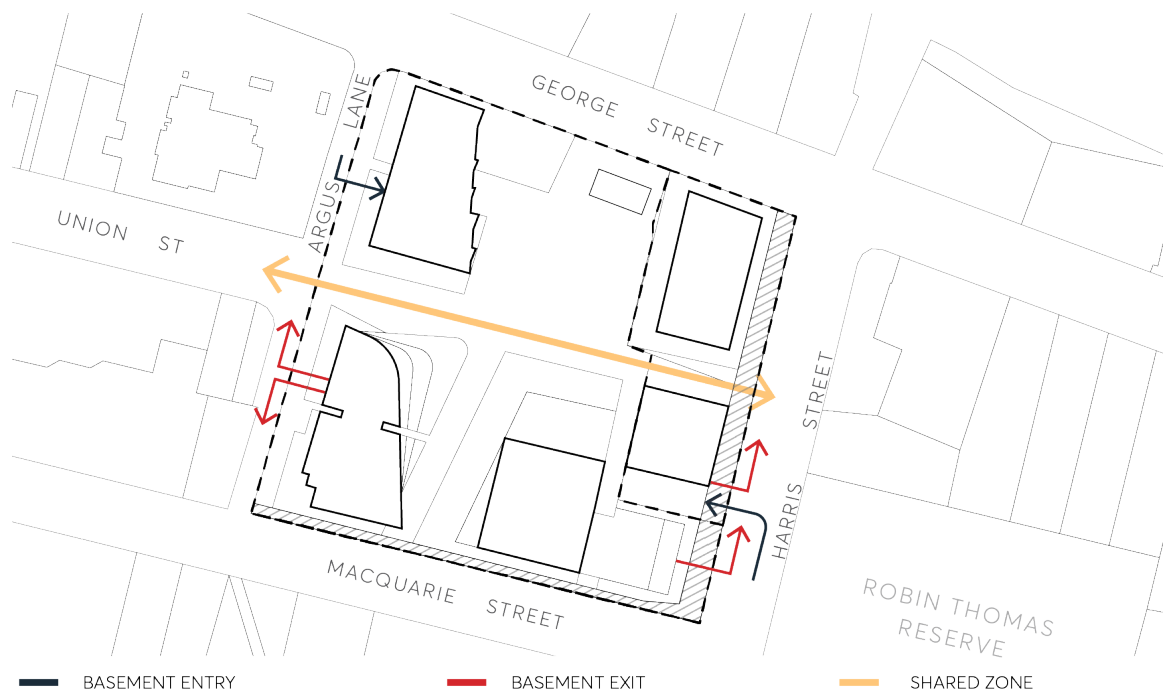 GEORGE STREET
ARGUS LANE
UNION ST
HARRIS STREET
MACQUARIE STREET
ROBIN THOMAS
RESERVE
BASEMENT ENTRY
BASEMENT EXIT
SHARED ZONE